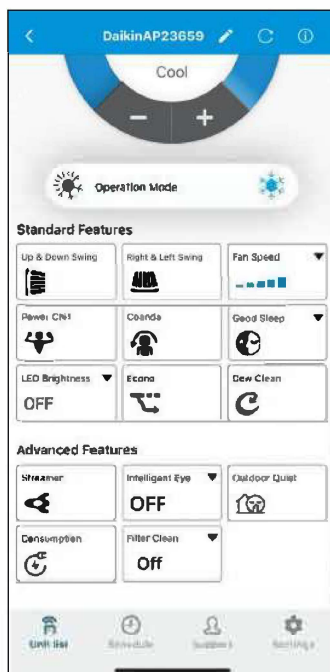 DaikinAP23659
Cool
Operation Mode
Standard Features
Up & Down Swing
Right & Left Swing
Fan Speed
Power Chill
Coanda
Good Sleep
LED Brightness
OFF
Econo
Dew Clean
Advanced Features
Streamer
Intelligent Eye
OFF
Outdoor Quiet
Consumption
Filter Clean
Off
Unit list
Schedule
Support
Settings